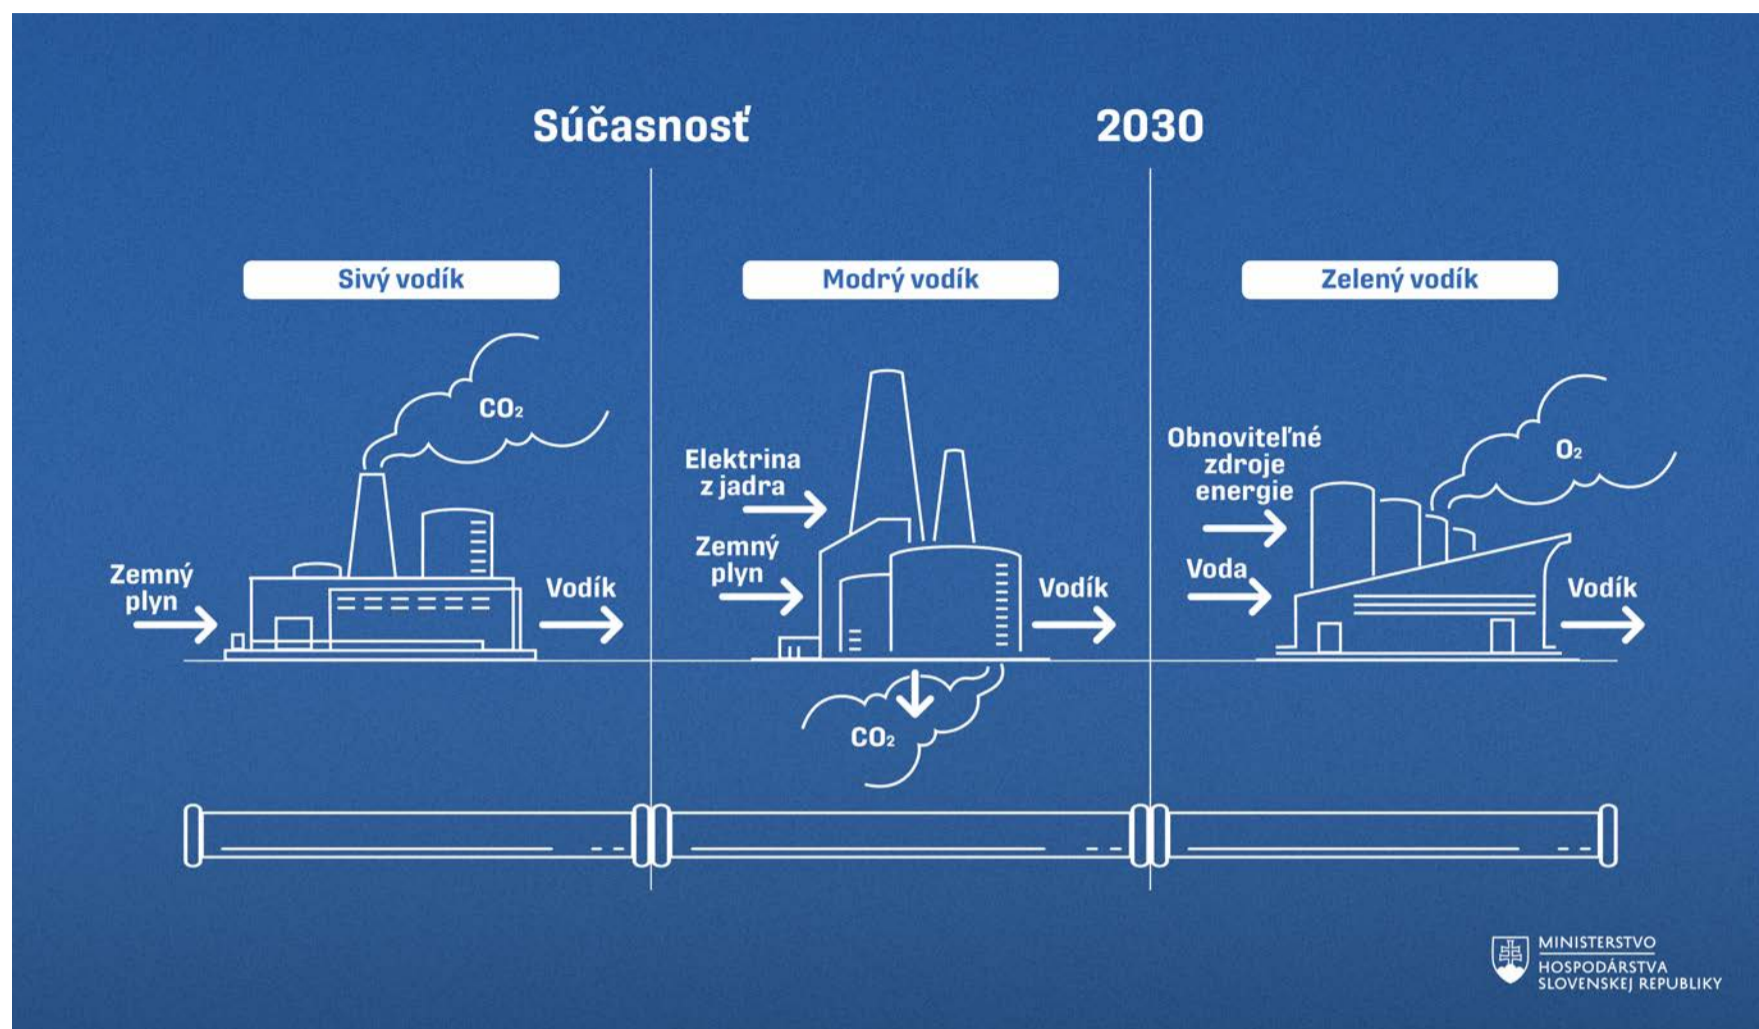 Súčasnosť
2030
Sivý vodík
Modrý vodík
Zelený vodík
CO₂
Zemný
plyn
Vodík
Elektrina
z jadra
Zemný
plyn
Vodík
CO₂
Obnoviteľné
zdroje
energie
Voda
O₂
Vodík
MINISTERSTVO
HOSPODÁRSTVA
SLOVENSKEJ REPUBLIKY